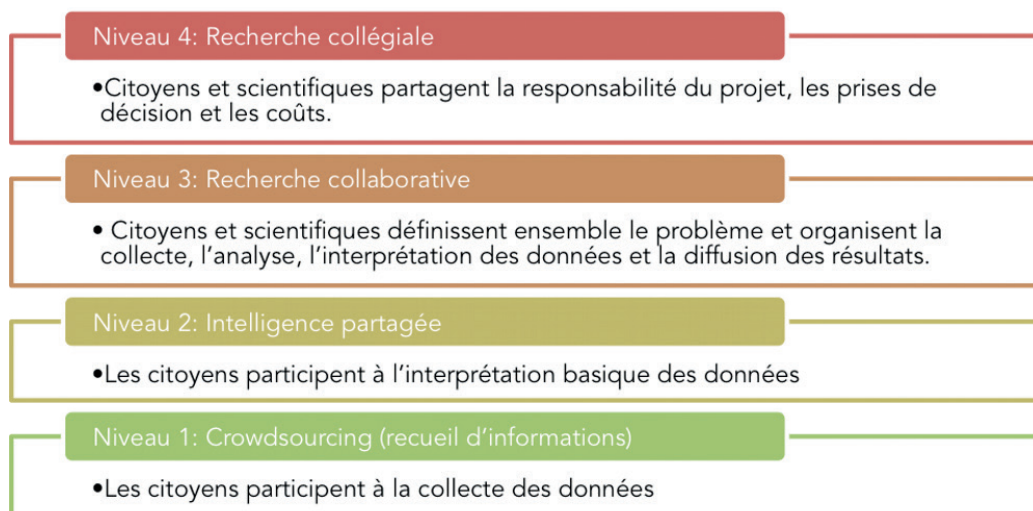 Niveau 4: Recherche collégiale
•Citoyens et scientifiques partagent la responsabilité du projet, les prises de
décision et les coûts.
Niveau 3: Recherche collaborative
• Citoyens et scientifiques définissent ensemble le problème et organisent la
collecte, l'analyse, l'interprétation des données et la diffusion des résultats.
Niveau 2: Intelligence partagée
•Les citoyens participent à l'interprétation basique des données
Niveau 1: Crowdsourcing (recueil d'informations)
•Les citoyens participent à la collecte des données